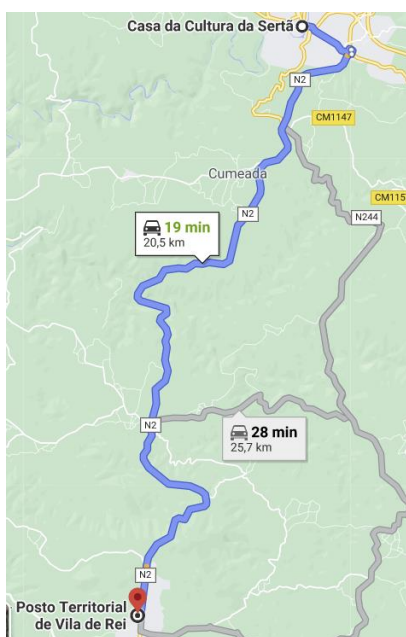 Casa da Cultura da Sertã
N2
CM1147
Cumeada
CM115
N2
N244
19 min
20,5 km
N2
28 min
25,7 km
N2
Posto Territorial
de Vila de Rei